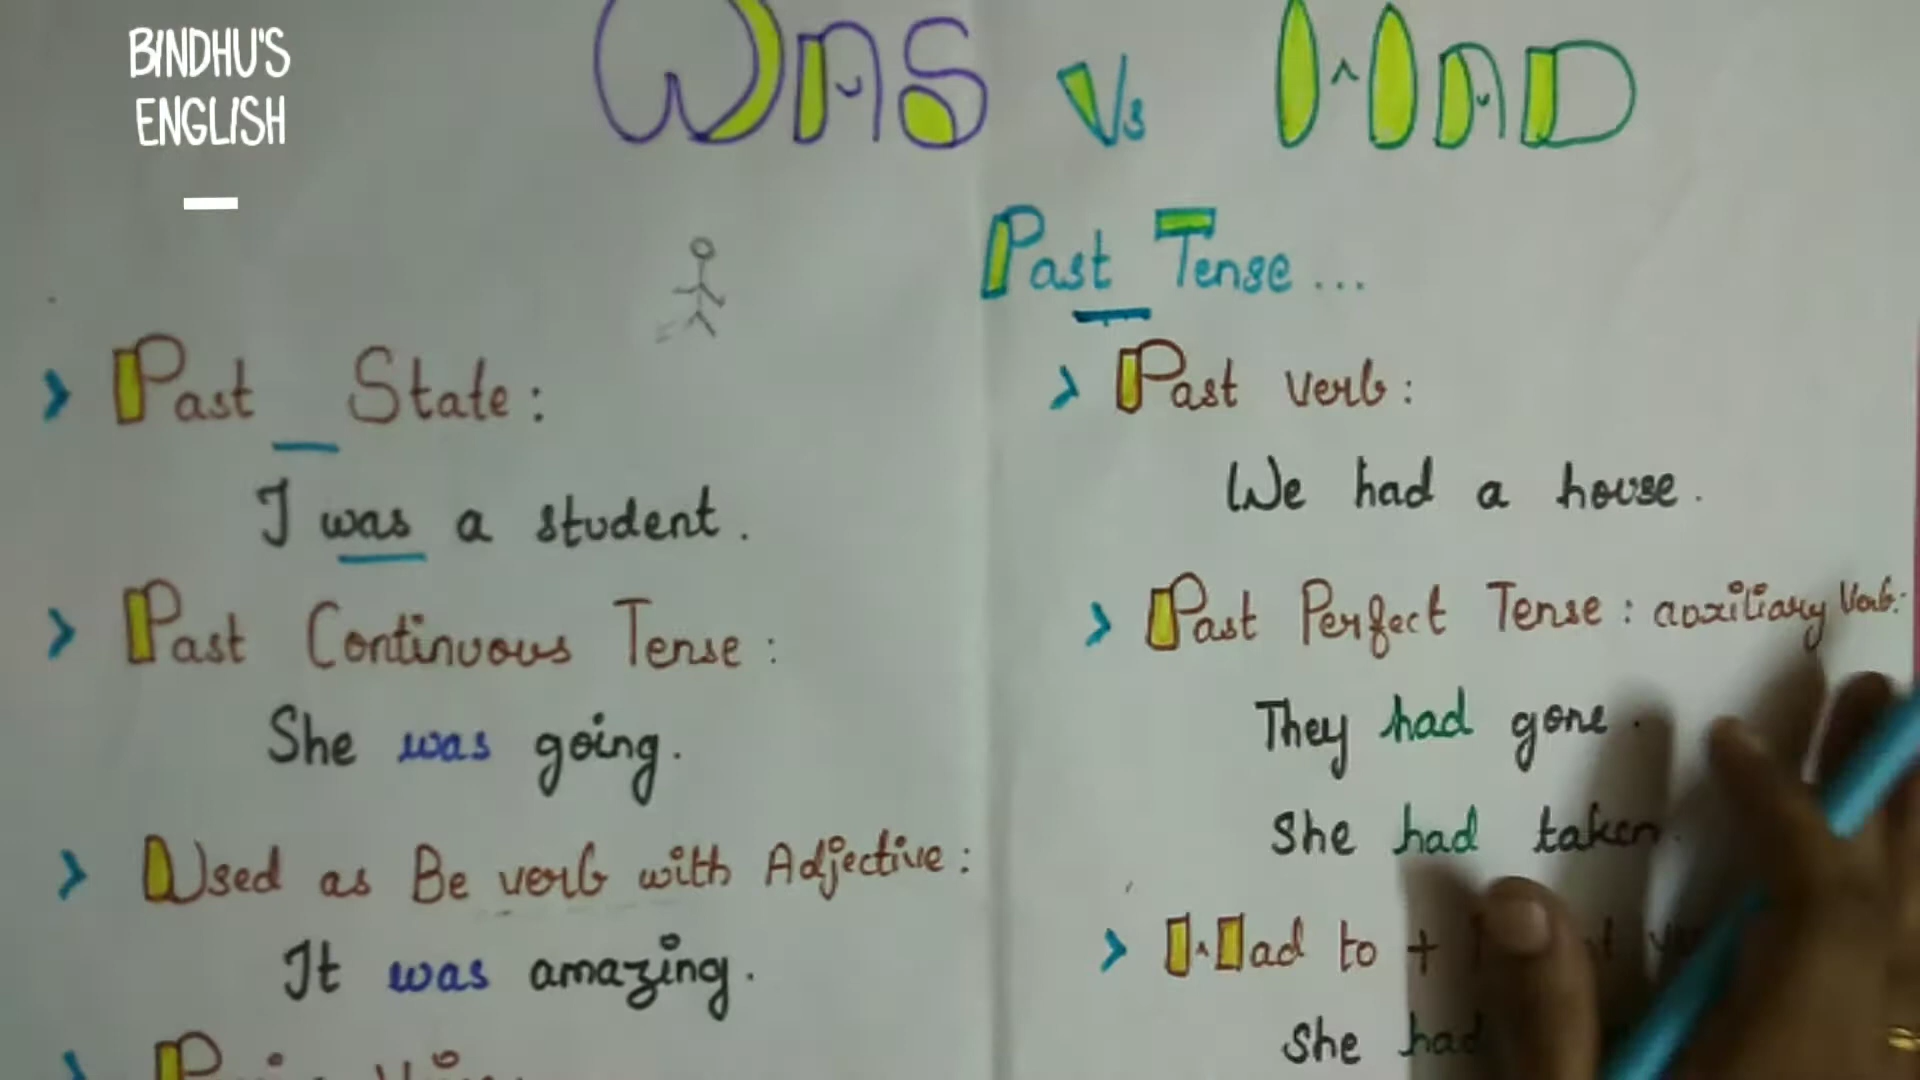 BINDHU'S
ENGLISH
WAS Vs HAD
Past Tense...
> Past State:
I was a student.
> Past Continuous Tense:
She was going.
> Used as Be verb with Adjective:
It was amazing.
> Past verb:
We had a house.
> Past Perfect Tense: auxiliary Verb.
They had gone.
She had taken.
> Had to +
She had